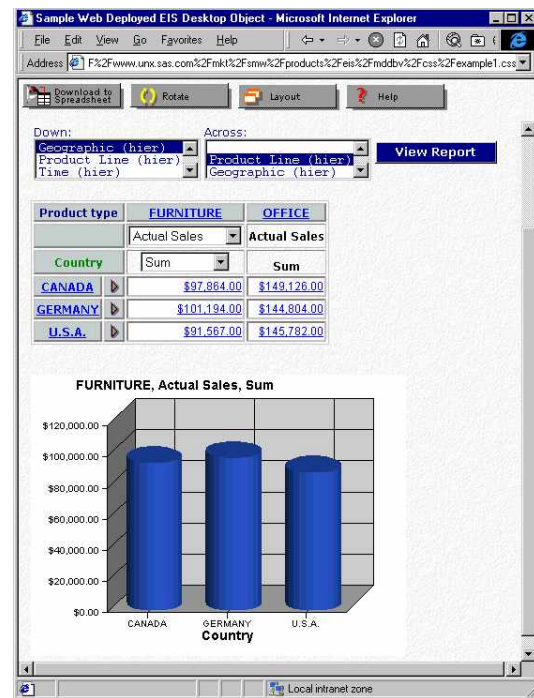 Sample Web Deployed EIS Desktop Object - Microsoft Internet Explorer
File Edit View Go Favorites Help
Address F%2Fwww.unx.sas.com%2Fmkt%2Fsmw%2Fproducts%2Feis%2Fmddbv%2Fcss%2Fexample1.css
Download to Spreadsheet Rotate Layout Help
Down: Across:
Geographic (hier)
Product Line (hier) Product Line (hier) View Report
Time (hier) Geographic (hier)
Product type FURNITURE OFFICE
Actual Sales Actual Sales
Country Sum Sum
CANADA $97,864.00 $149,126.00
GERMANY $101,194.00 $144,804.00
U.S.A. $91,567.00 $145,782.00
FURNITURE, Actual Sales, Sum
$120,000.00
$100,000.00
$80,000.00
$60,000.00
$40,000.00
$20,000.00
$0.00
CANADA GERMANY U.S.A.
Country
Local intranet zone